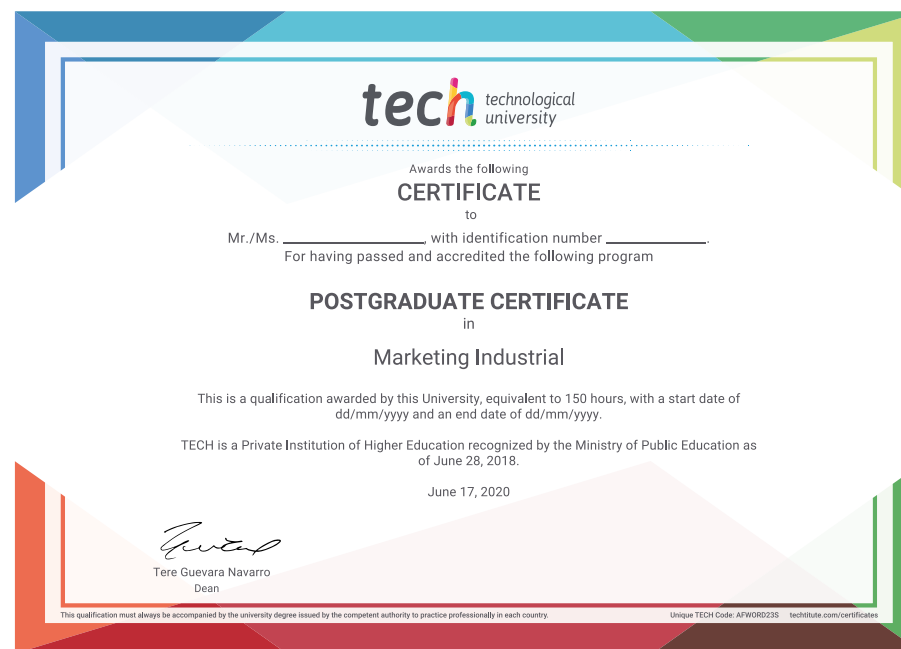 tech technological
university
Awards the following
CERTIFICATE
to
Mr./Ms. ____________, with identification number ____________.
For having passed and accredited the following program
POSTGRADUATE CERTIFICATE
in
Marketing Industrial
This is a qualification awarded by this University, equivalent to 150 hours, with a start date of
dd/mm/yyyy and an end date of dd/mm/yyyy.
TECH is a Private Institution of Higher Education recognized by the Ministry of Public Education as
of June 28, 2018.
June 17, 2020
Tere Guevara Navarro
Dean
This qualification must always be accompanied by the university degree issued by the competent authority to practice professionally in each country. Unique TECH Code: AFWORD23S techtitute.com/certificates